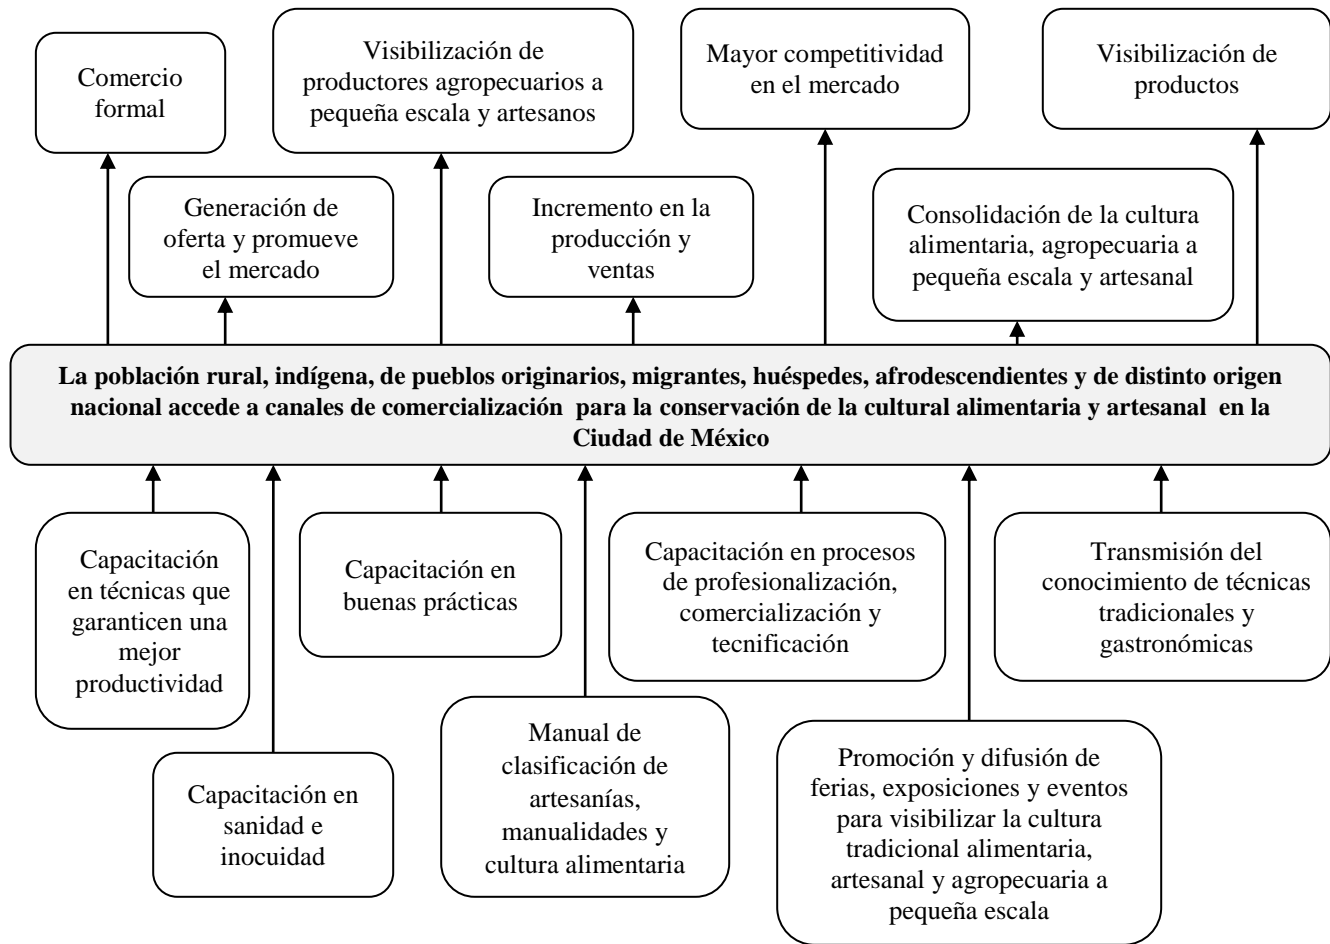 Comercio
formal
Visibilización de
productores agropecuarios a
pequeña escala y artesanos
Mayor competitividad
en el mercado
Visibilización de
productos
Generación de
oferta y promueve
el mercado
Incremento en la
producción y
ventas
Consolidación de la cultura
alimentaria, agropecuaria a
pequeña escala y artesanal
La población rural, indígena, de pueblos originarios, migrantes, huéspedes, afrodescendientes y de distinto origen
nacional accede a canales de comercialización para la conservación de la cultural alimentaria y artesanal en la
Ciudad de México
Capacitación
en técnicas que
garanticen una
mejor
productividad
Capacitación en
buenas prácticas
Capacitación en procesos
de profesionalización,
comercialización y
tecnificación
Transmisión del
conocimiento de técnicas
tradicionales y
gastronómicas
Capacitación en
sanidad e
inocuidad
Manual de
clasificación de
artesanías,
manualidades y
cultura alimentaria
Promoción y difusión de
ferias, exposiciones y eventos
para visibilizar la cultura
tradicional alimentaria,
artesanal y agropecuaria a
pequeña escala